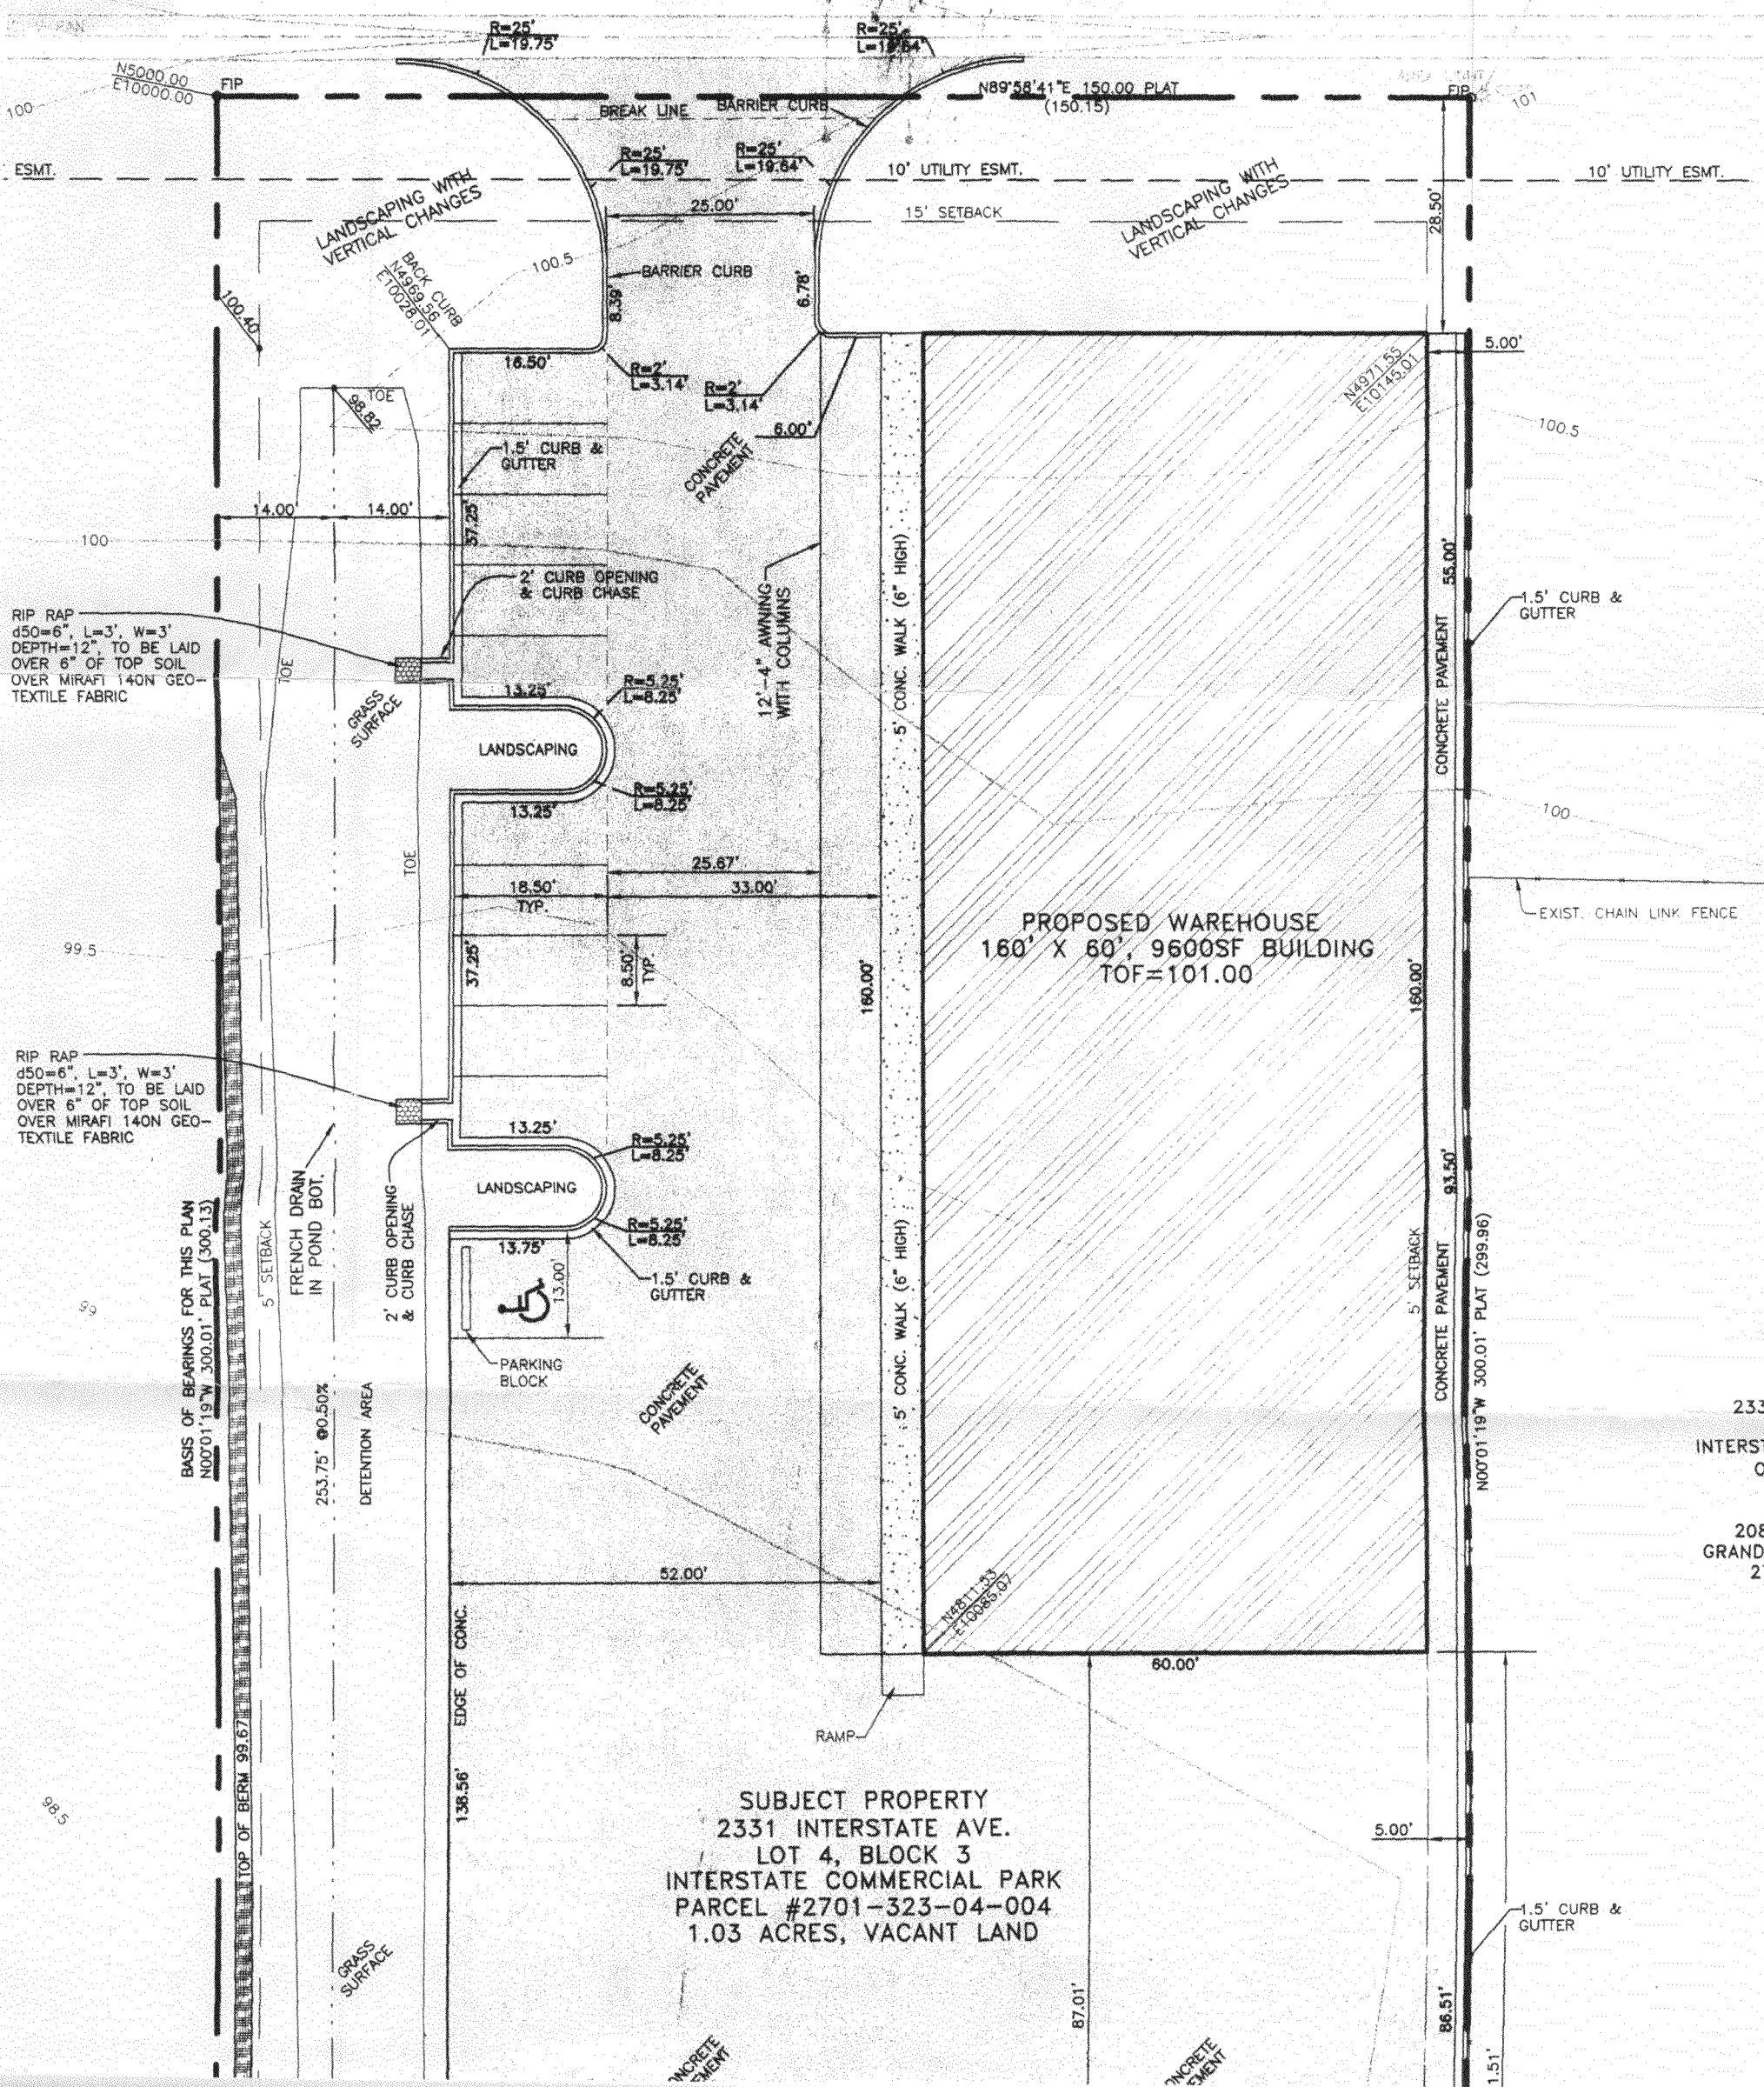 R=25'
L=19.75'
R=25'
L=19.64'
N5000.00
E10000.00
FIP
N89°58'41"E 150.00 PLAT
(150.15)
FIP
101
100
BREAK LINE
BARRIER CURB
R=25'
L=19.75'
R=25'
L=19.64'
ESMT.
10' UTILITY ESMT.
10' UTILITY ESMT.
LANDSCAPING WITH
VERTICAL CHANGES
25.00'
15' SETBACK
LANDSCAPING WITH
VERTICAL CHANGES
28.50'
BACK CURB
N4969.56
E10028.01
100.5
BARRIER CURB
8.39'
6.78'
100.40
18.50'
R=2'
L=3.14'
R=2'
L=3.14'
6.00'
5.00'
N4971.55
E10145.01
TOE
98.82
100.5
1.5' CURB &
GUTTER
CONCRETE
PAVEMENT
14.00'
14.00'
37.25'
100
2' CURB OPENING
& CURB CHASE
12'-4" AWNING
WITH COLUMNS
5' CONC. WALK (6" HIGH)
55.00'
CONCRETE PAVEMENT
1.5' CURB &
GUTTER
RIP RAP
d50=6", L=3', W=3'
DEPTH=12", TO BE LAID
OVER 6" OF TOP SOIL
OVER MIRAFI 140N GEO-
TEXTILE FABRIC
TOE
GRASS
SURFACE
13.25'
R=5.25'
L=8.25'
LANDSCAPING
R=5.25'
L=8.25'
13.25'
TOE
100
25.67'
18.50'
TYP.
33.00'
EXIST. CHAIN LINK FENCE
PROPOSED WAREHOUSE
160' X 60', 9600SF BUILDING
TOF=101.00
99.5
37.25'
8.50'
TYP.
160.00'
160.00'
RIP RAP
d50=6", L=3', W=3'
DEPTH=12", TO BE LAID
OVER 6" OF TOP SOIL
OVER MIRAFI 140N GEO-
TEXTILE FABRIC
13.25'
R=5.25'
L=8.25'
LANDSCAPING
R=5.25'
L=8.25'
13.75'
93.50'
BASIS OF BEARINGS FOR THIS PLAN
N00°01'19"W 300.01' PLAT (300.13)
5' SETBACK
FRENCH DRAIN
IN POND BOT.
2' CURB OPENING
& CURB CHASE
13.00'
1.5' CURB &
GUTTER
5' CONC. WALK (6" HIGH)
5' SETBACK
CONCRETE PAVEMENT
N00°01'19"W 300.01' PLAT (299.96)
99
PARKING
BLOCK
CONCRETE
PAVEMENT
253.75' @0.50%
DETENTION AREA
233
INTERST
208
GRAND
2
52.00'
N4811.53
E10085.07
60.00'
EDGE OF CONC.
138.56'
RAMP
TOP OF BERM 99.67
98.5
SUBJECT PROPERTY
2331 INTERSTATE AVE.
LOT 4, BLOCK 3
INTERSTATE COMMERCIAL PARK
PARCEL #2701-323-04-004
1.03 ACRES, VACANT LAND
5.00'
1.5' CURB &
GUTTER
GRASS
SURFACE
87.01'
86.51'
1.51'
ONCRETE
EMENT
ONCRETE
EMENT